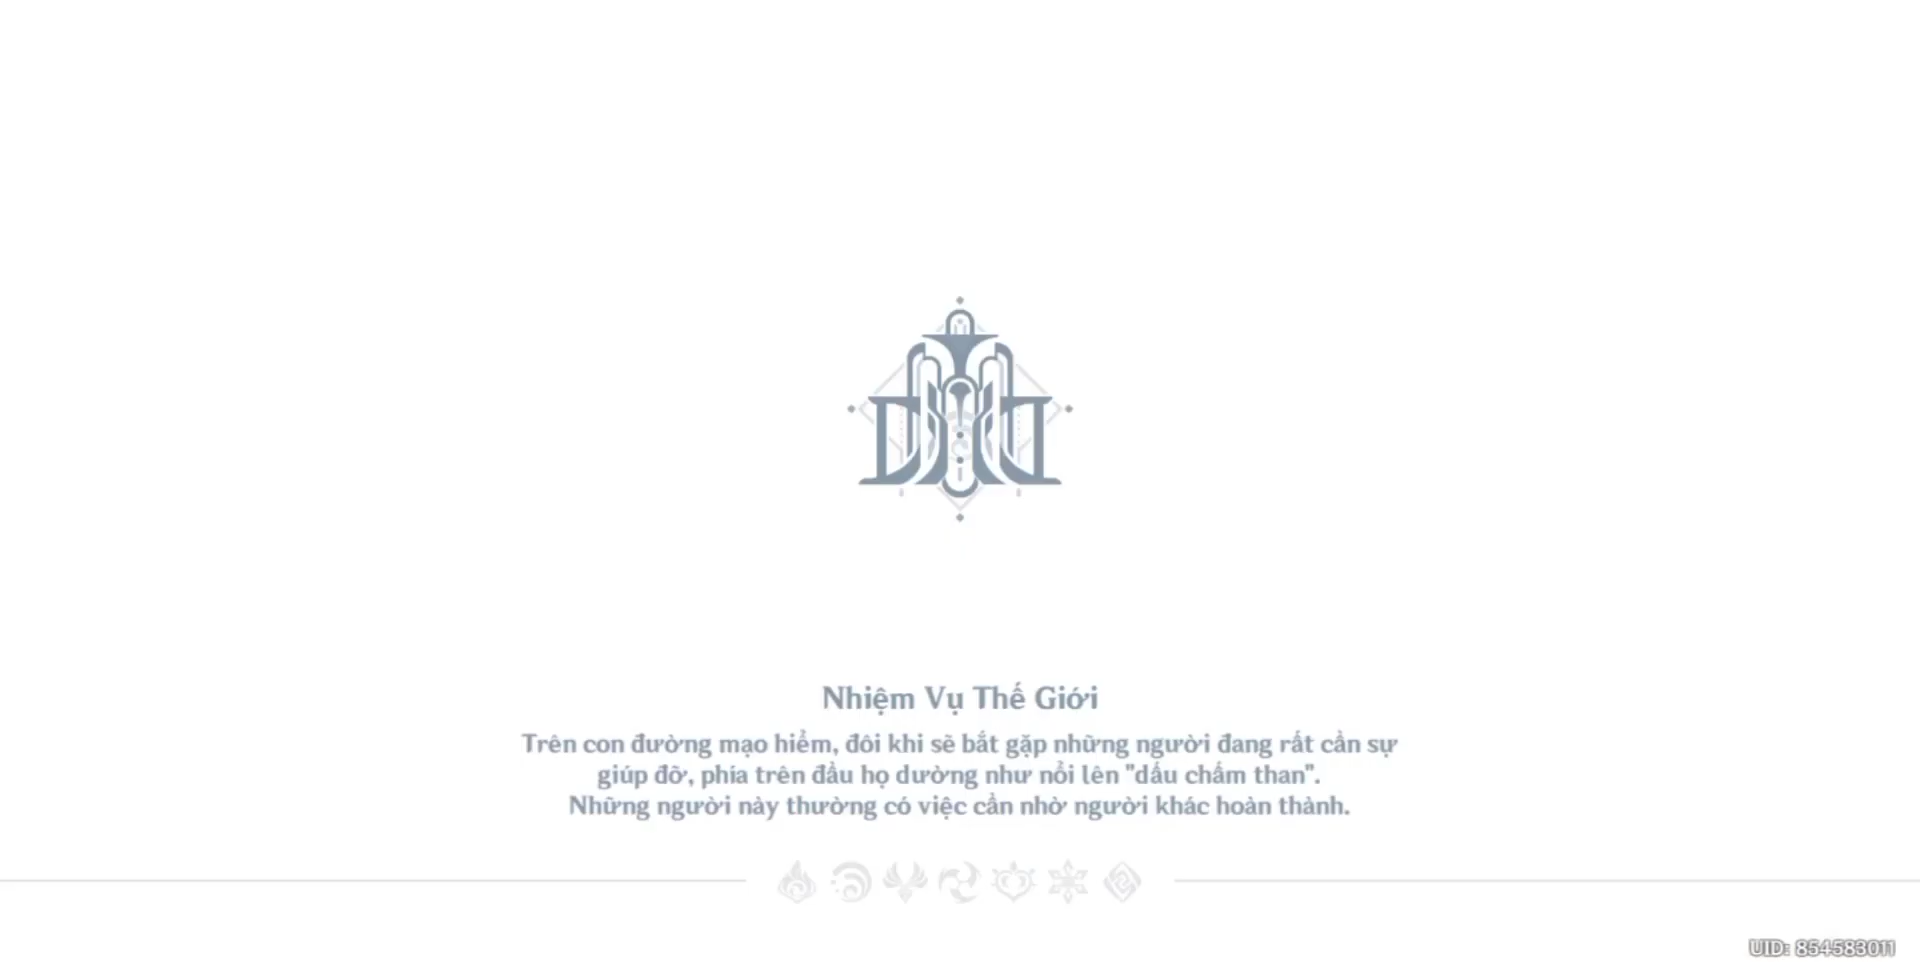 Nhiệm Vụ Thế Giới
Trên con đường mạo hiểm, đôi khi sẽ bắt gặp những người đang rất cần sự
giúp đỡ, phía trên đầu họ dường như nổi lên "dấu chấm than".
Những người này thường có việc cần nhờ người khác hoàn thành.
UID: 854583011